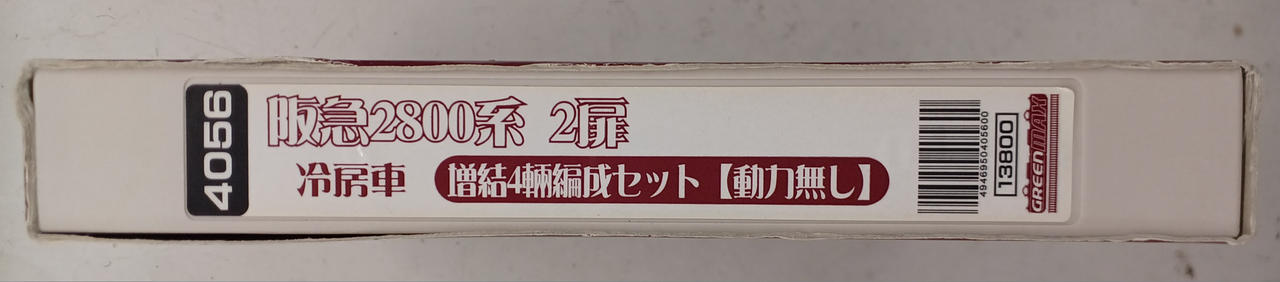 4056
阪急2800系 2扉
冷房車 増結4輌編成セット【動力無し】
4946950405600
13800
GREENMAX